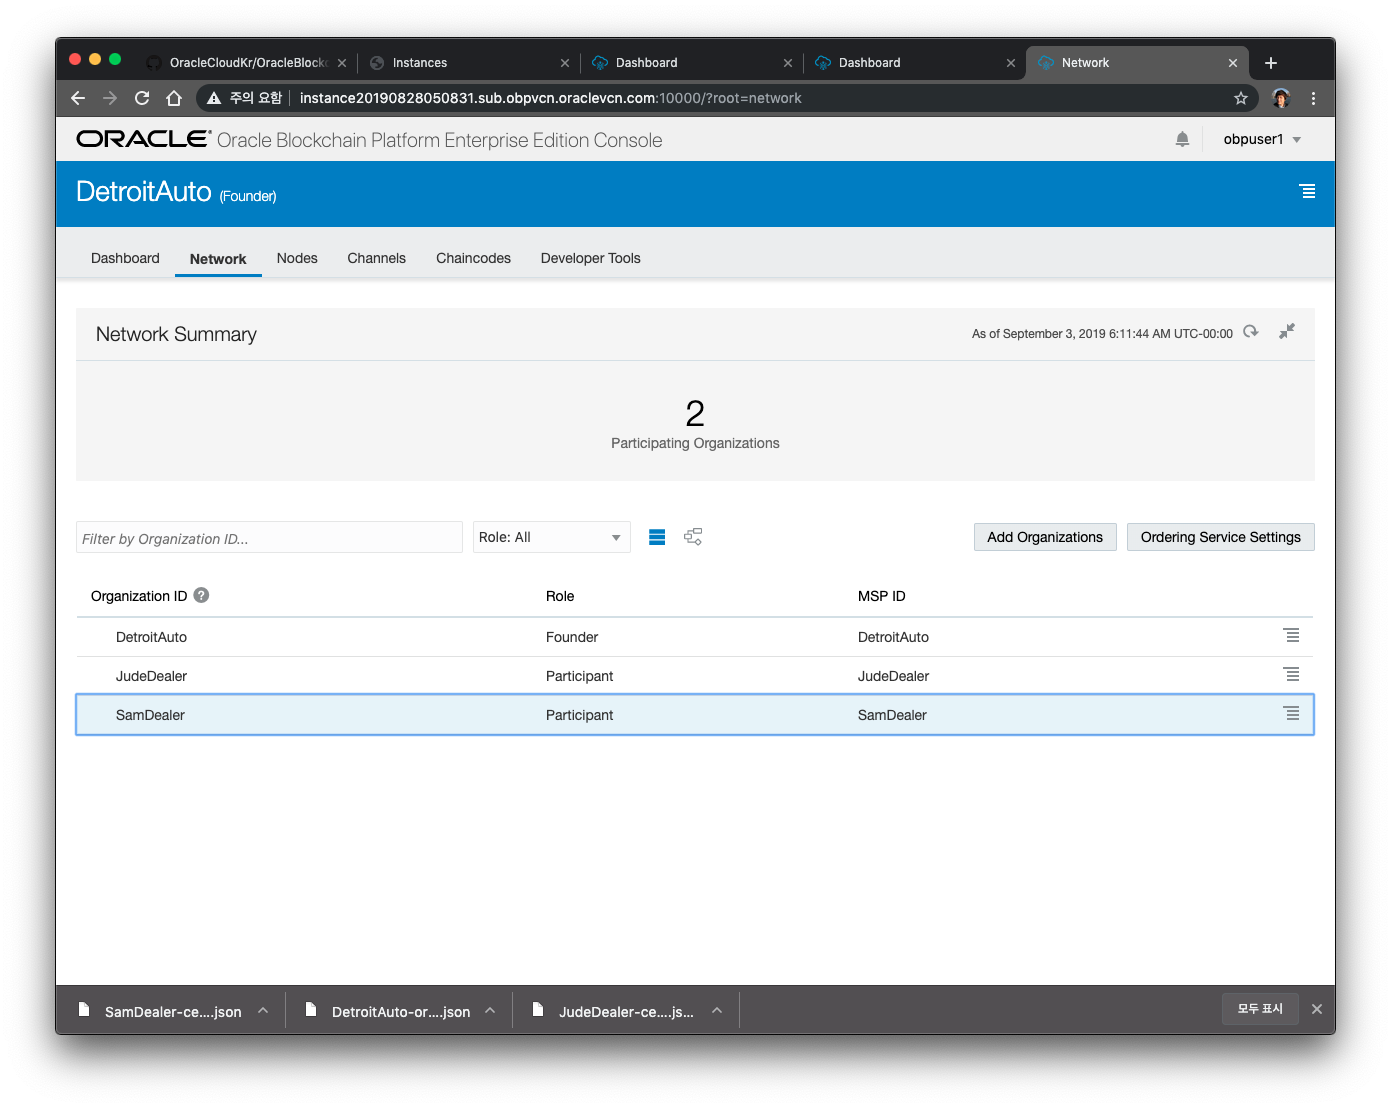 OracleCloudKr/OracleBlockc
Instances
Dashboard
Dashboard
Network
주의 요함
instance20190828050831.sub.obpvcn.oraclevcn.com:10000/?root=network
ORACLE Oracle Blockchain Platform Enterprise Edition Console
obpuser1
DetroitAuto (Founder)
Dashboard
Network
Nodes
Channels
Chaincodes
Developer Tools
Network Summary
As of September 3, 2019 6:11:44 AM UTC-00:00
2
Participating Organizations
Filter by Organization ID...
Role: All
Add Organizations
Ordering Service Settings
Organization ID ? Role MSP ID
DetroitAuto Founder DetroitAuto
JudeDealer Participant JudeDealer
SamDealer Participant SamDealer
SamDealer-ce....json
DetroitAuto-or....json
JudeDealer-ce....js...
모두 표시